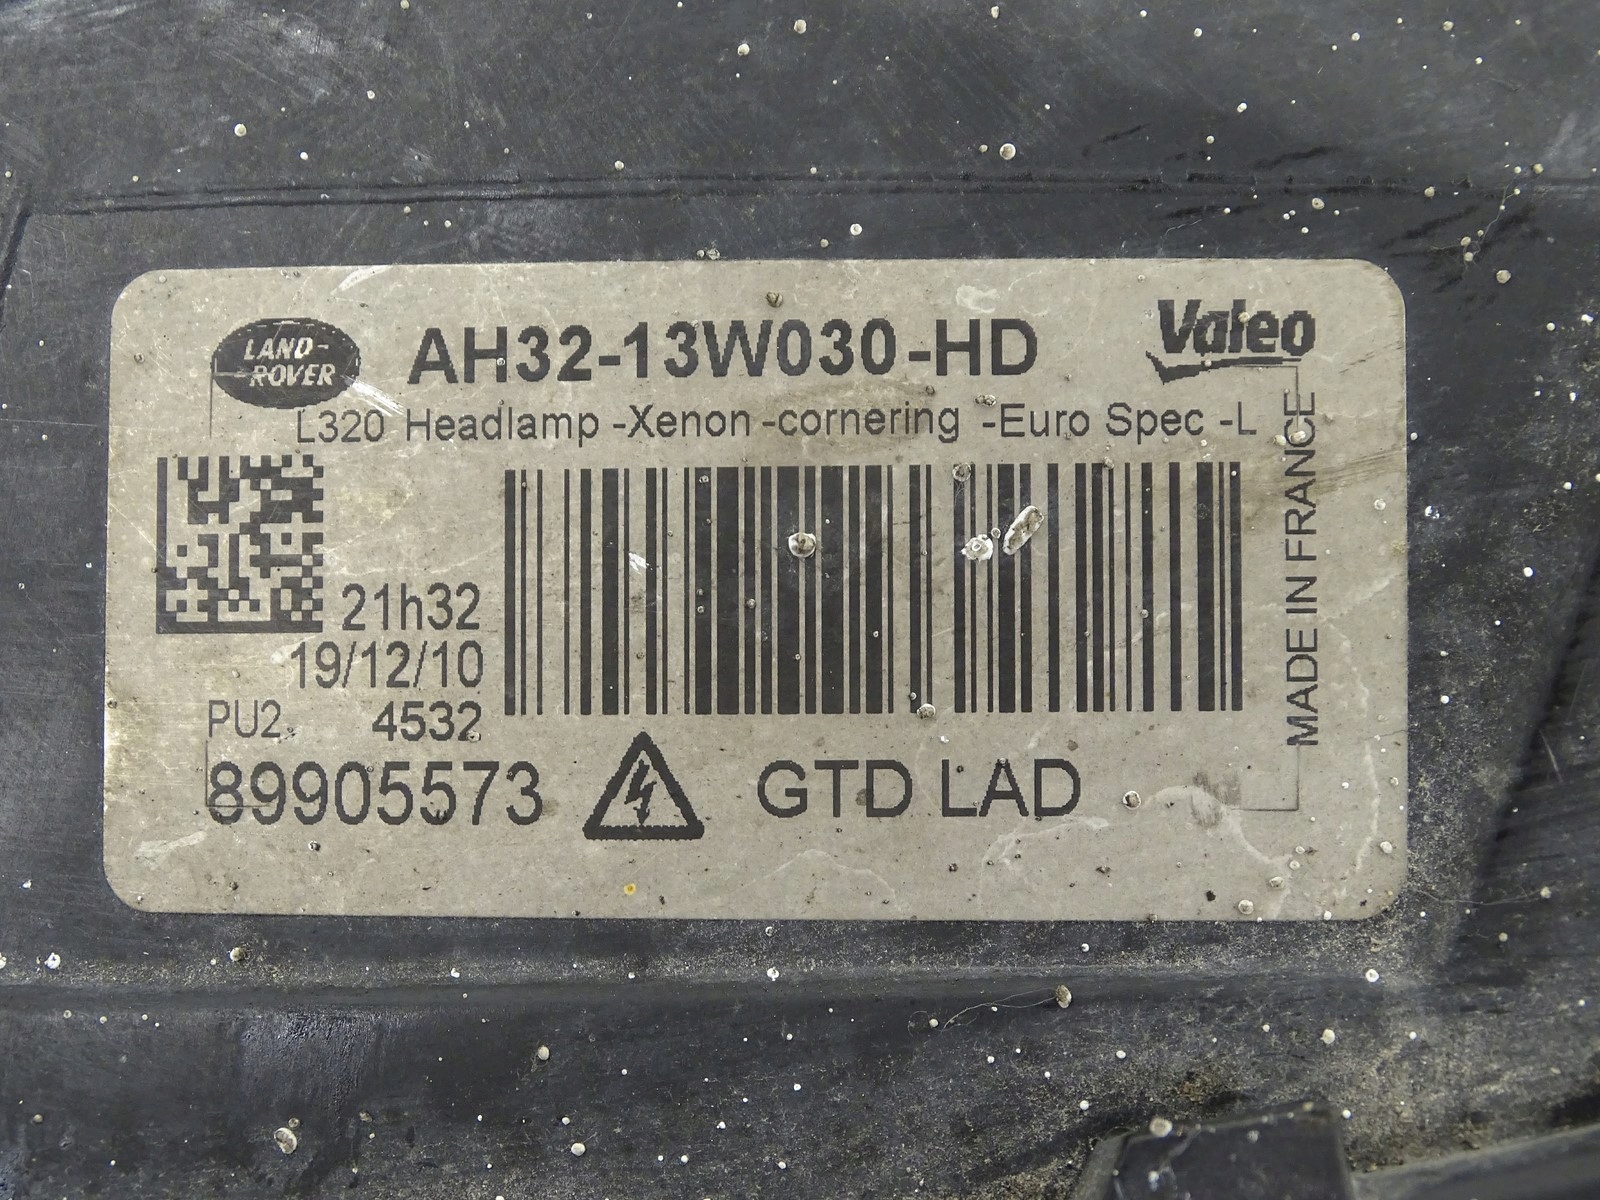 LAND-
ROVER
AH32-13W030-HD
Valeo
L320 Headlamp -Xenon -cornering -Euro Spec -L
21h32
19/12/10
PU2 4532
89905573
GTD LAD
MADE IN FRANCE